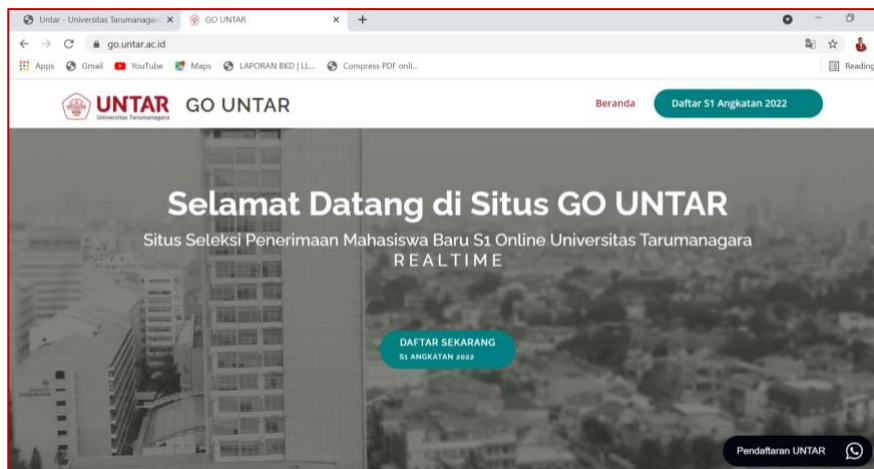 Untar - Universitas Tarumanagar
GO UNTAR
go.untar.ac.id
Apps
Gmail
YouTube
Maps
LAPORAN BKD | LL...
Compress PDF onli...
Reading
UNTAR
Universitas Tarumanagara
GO UNTAR
Beranda
Daftar S1 Angkatan 2022
Selamat Datang di Situs GO UNTAR
Situs Seleksi Penerimaan Mahasiswa Baru S1 Online Universitas Tarumanagara
REALTIME
DAFTAR SEKARANG
S1 ANGKATAN 2022
Pendaftaran UNTAR